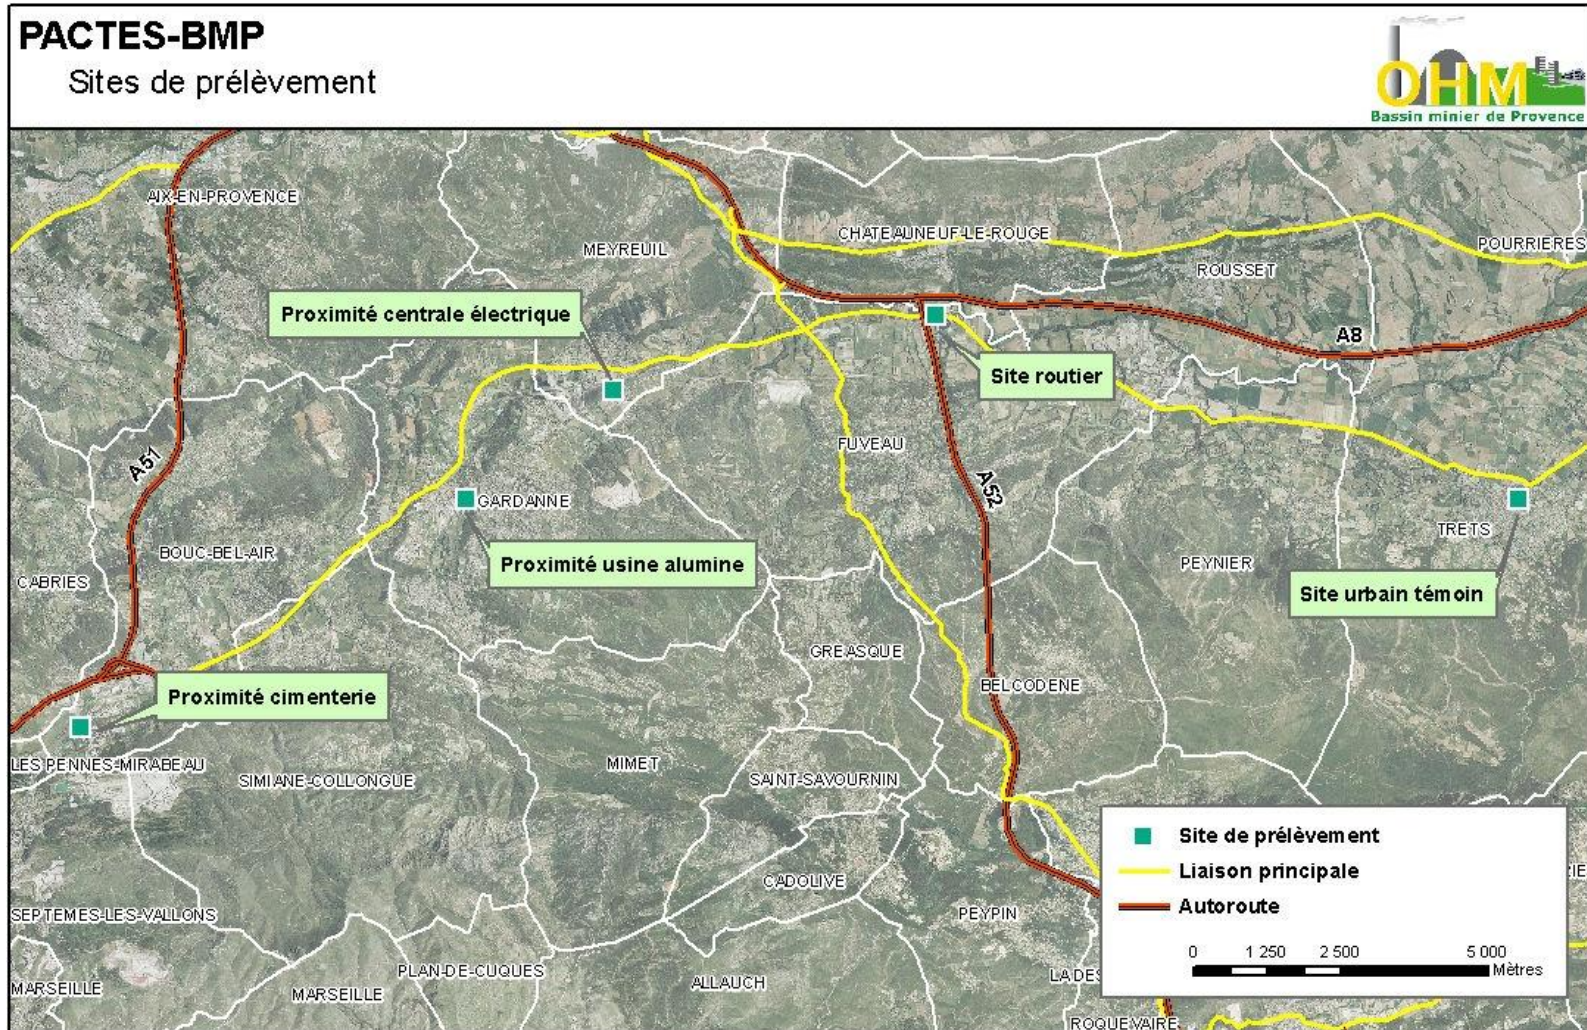 PACTES-BMP
Sites de prélèvement
OHM
Bassin minier de Provence
AIX-EN-PROVENCE
MEYREUIL
CHATEAUNEUF-LE-ROUGE
POURRIERES
ROUSSET
Proximité centrale électrique
A8
Site routier
FUVEAU
A51
A52
GARDANNE
TRETS
BOUC-BEL-AIR
Proximité usine alumine
PEYNIER
CABRIES
Site urbain témoin
GREASQUE
BELCODENE
Proximité cimenterie
LES PENNES-MIRABEAU
MIMET
SIMIANE-COLLONGUE
SAINT-SAVOURNIN
Site de prélèvement
Liaison principale
CADOLIVE
Autoroute
SEPTEMES-LES-VALLONS
PEYPIN
0 1 250 2 500 5 000
Mètres
PLAN-DE-CUQUES
LA DES
ALLAUCH
MARSEILLE
MARSEILLE
ROQUEVAIRE